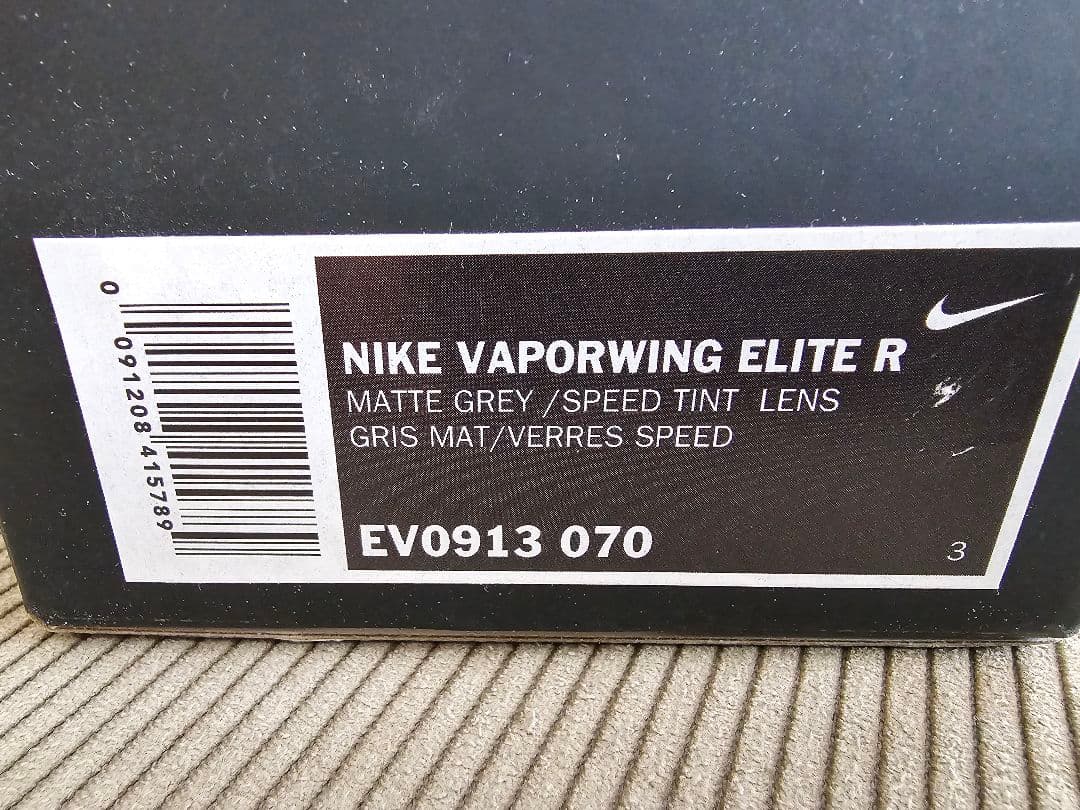 0 091208 415789
NIKE VAPORWING ELITE R
MATTE GREY /SPEED TINT LENS
GRIS MAT/VERRES SPEED
EV0913 070
3